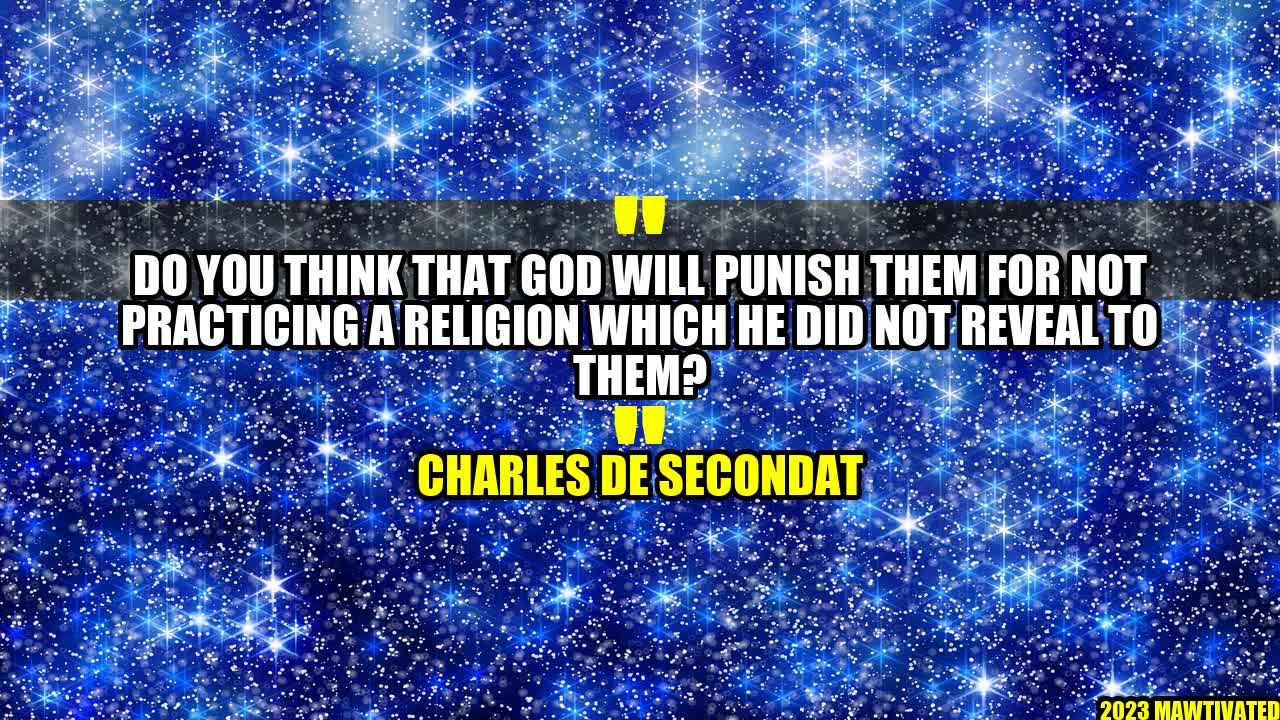 "
DO YOU THINK THAT GOD WILL PUNISH THEM FOR NOT
PRACTICING A RELIGION WHICH HE DID NOT REVEAL TO
THEM?
"
CHARLES DE SECONDAT
2023 MAWTIVATED